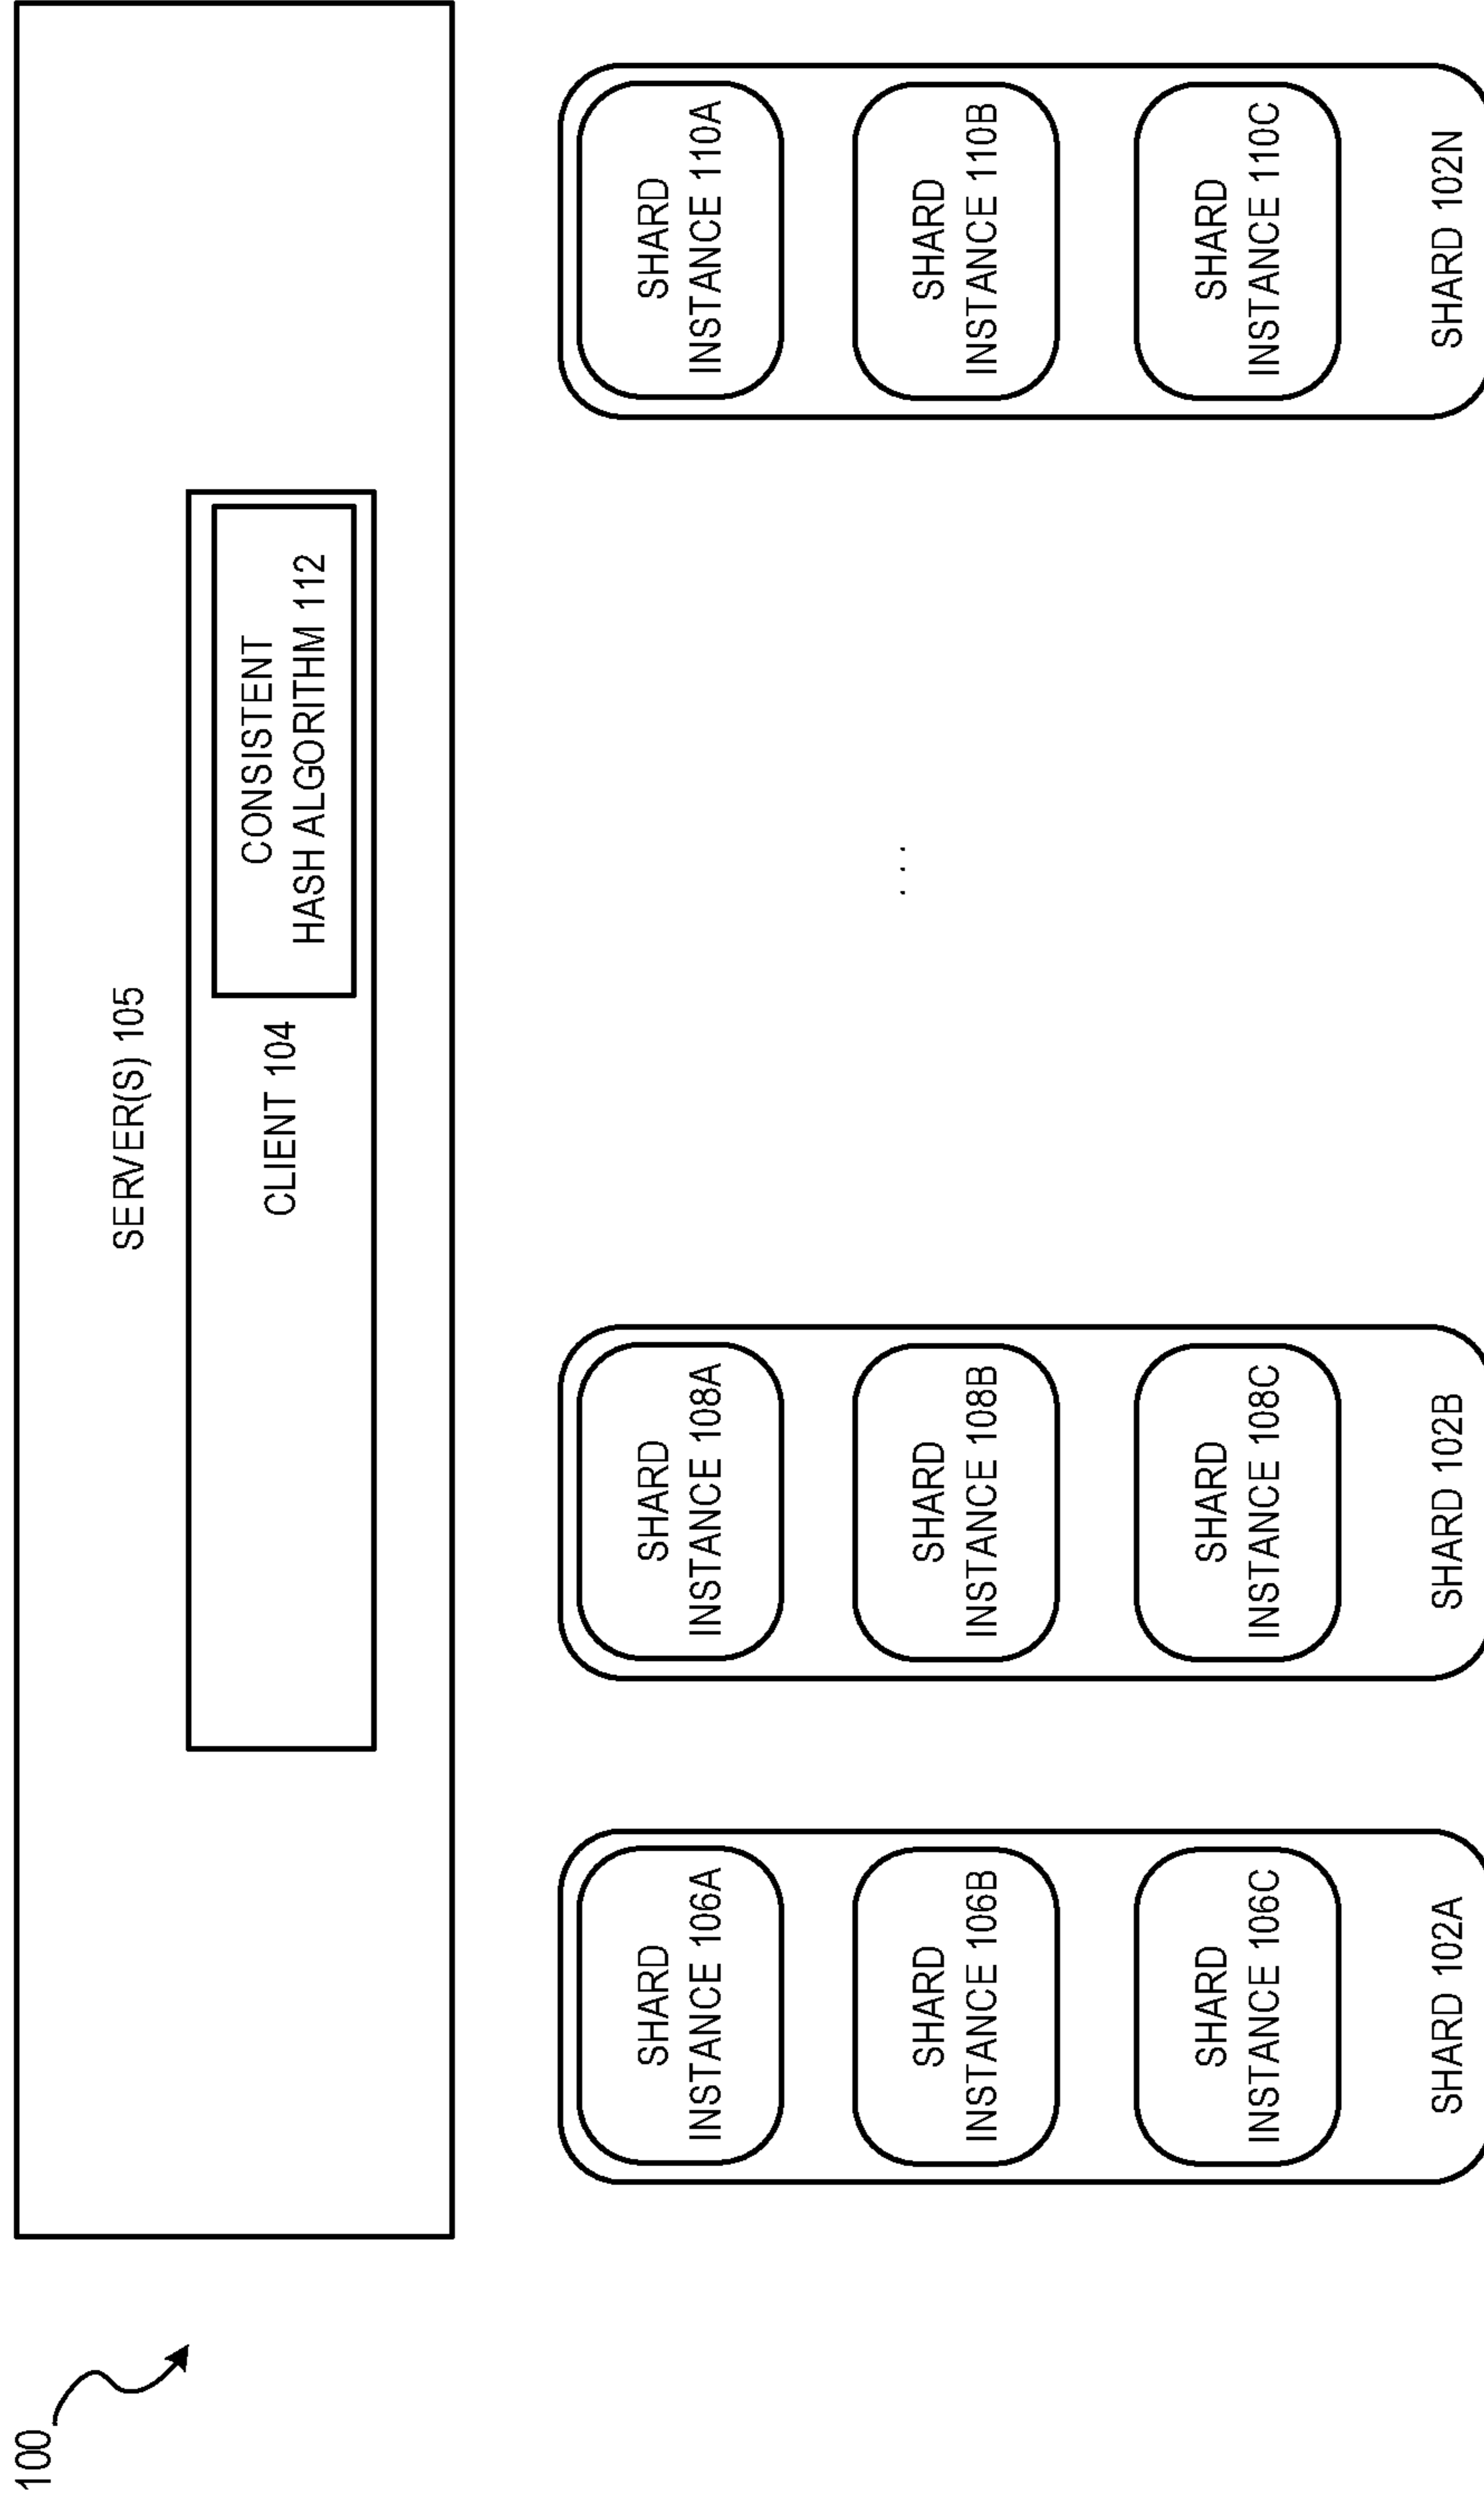 100
SERVER(S) 105
CLIENT 104
CONSISTENT
HASH ALGORITHM 112
SHARD
INSTANCE 106A
SHARD
INSTANCE 106B
SHARD
INSTANCE 106C
SHARD 102A
SHARD
INSTANCE 108A
SHARD
INSTANCE 108B
SHARD
INSTANCE 108C
SHARD 102B
. . .
SHARD
INSTANCE 110A
SHARD
INSTANCE 110B
SHARD
INSTANCE 110C
SHARD 102N